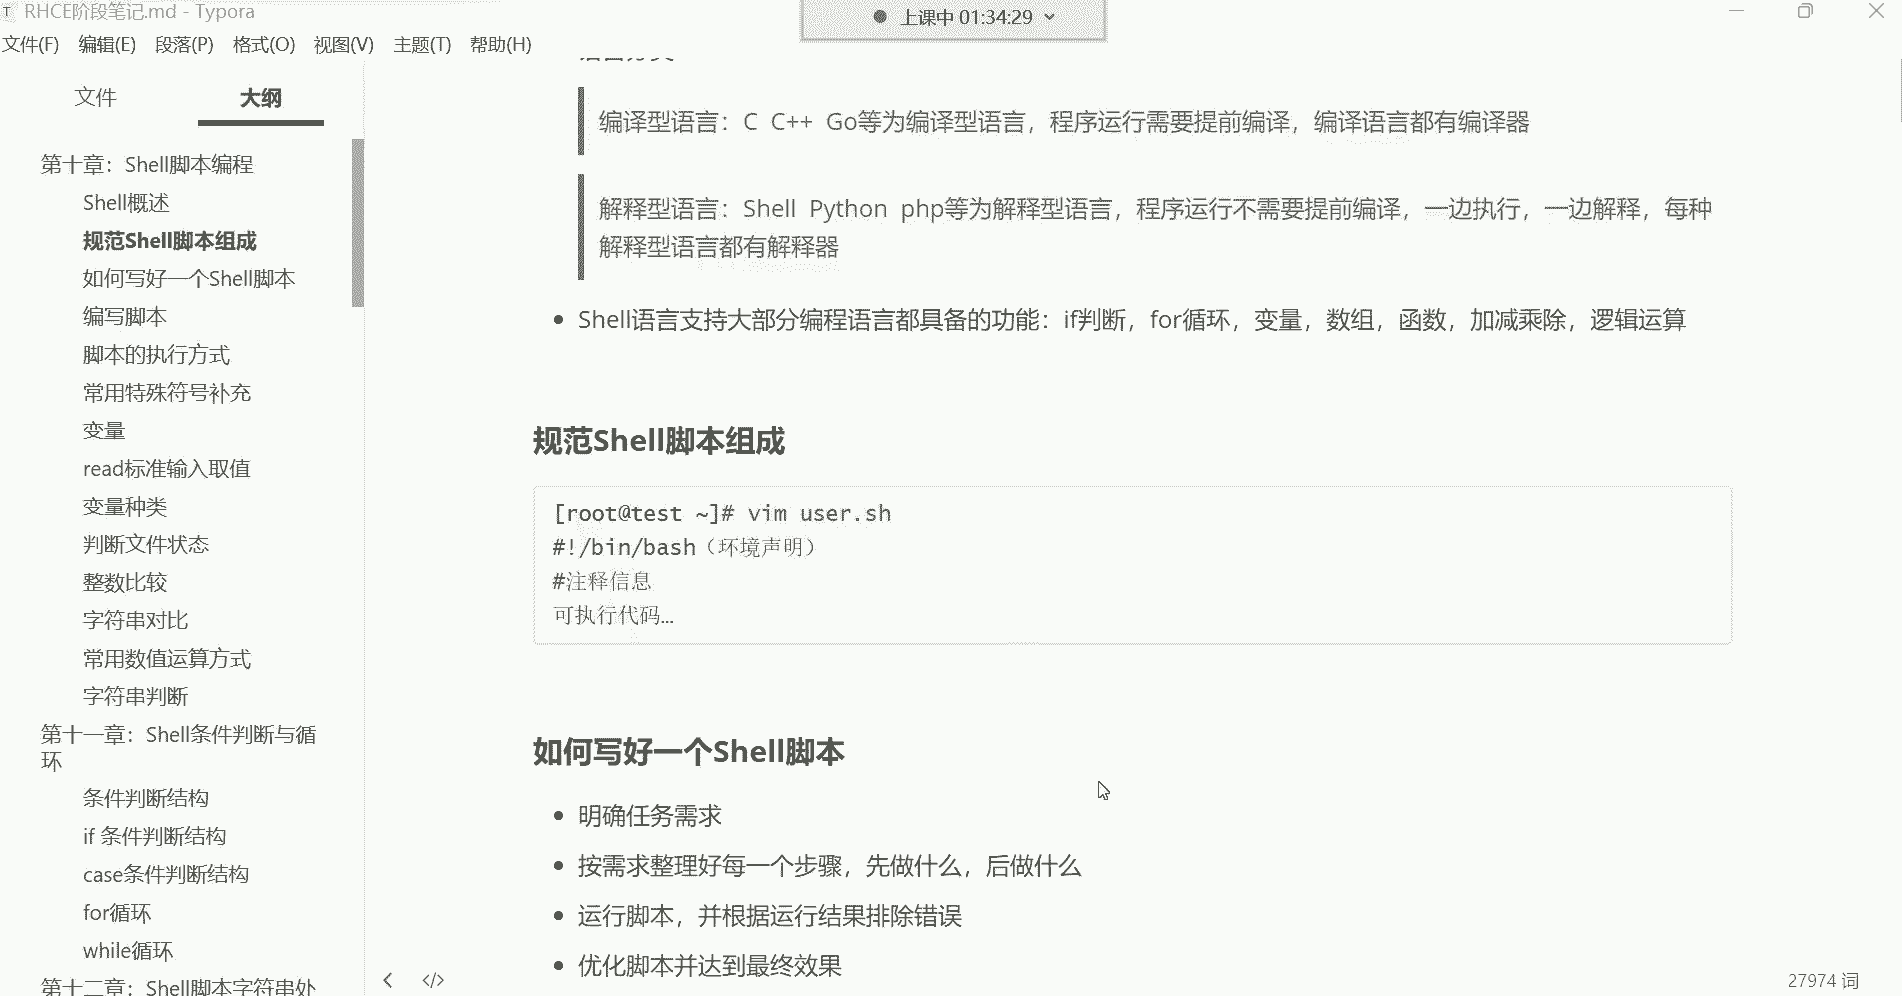 RHCE阶段笔记.md - Typora
上课中 01:34:29
文件(F) 编辑(E) 段落(P) 格式(O) 视图(V) 主题(T) 帮助(H)
文件 大纲
第十章：Shell脚本编程
Shell概述
规范Shell脚本组成
如何写好一个Shell脚本
编写脚本
脚本的执行方式
常用特殊符号补充
变量
read标准输入取值
变量种类
判断文件状态
整数比较
字符串对比
常用数值运算方式
字符串判断
第十一章：Shell条件判断与循
环
条件判断结构
if 条件判断结构
case条件判断结构
for循环
while循环
第十二章：Shell脚本字符串处
编译型语言：C C++ Go等为编译型语言，程序运行需要提前编译，编译语言都有编译器
解释型语言：Shell Python php等为解释型语言，程序运行不需要提前编译，一边执行，一边解释，每种
解释型语言都有解释器
Shell语言支持大部分编程语言都具备的功能：if判断，for循环，变量，数组，函数，加减乘除，逻辑运算
规范Shell脚本组成
[root@test ~]# vim user.sh
#!/bin/bash（环境声明）
#注释信息
可执行代码...
如何写好一个Shell脚本
明确任务需求
按需求整理好每一个步骤，先做什么，后做什么
运行脚本，并根据运行结果排除错误
优化脚本并达到最终效果
27974 词